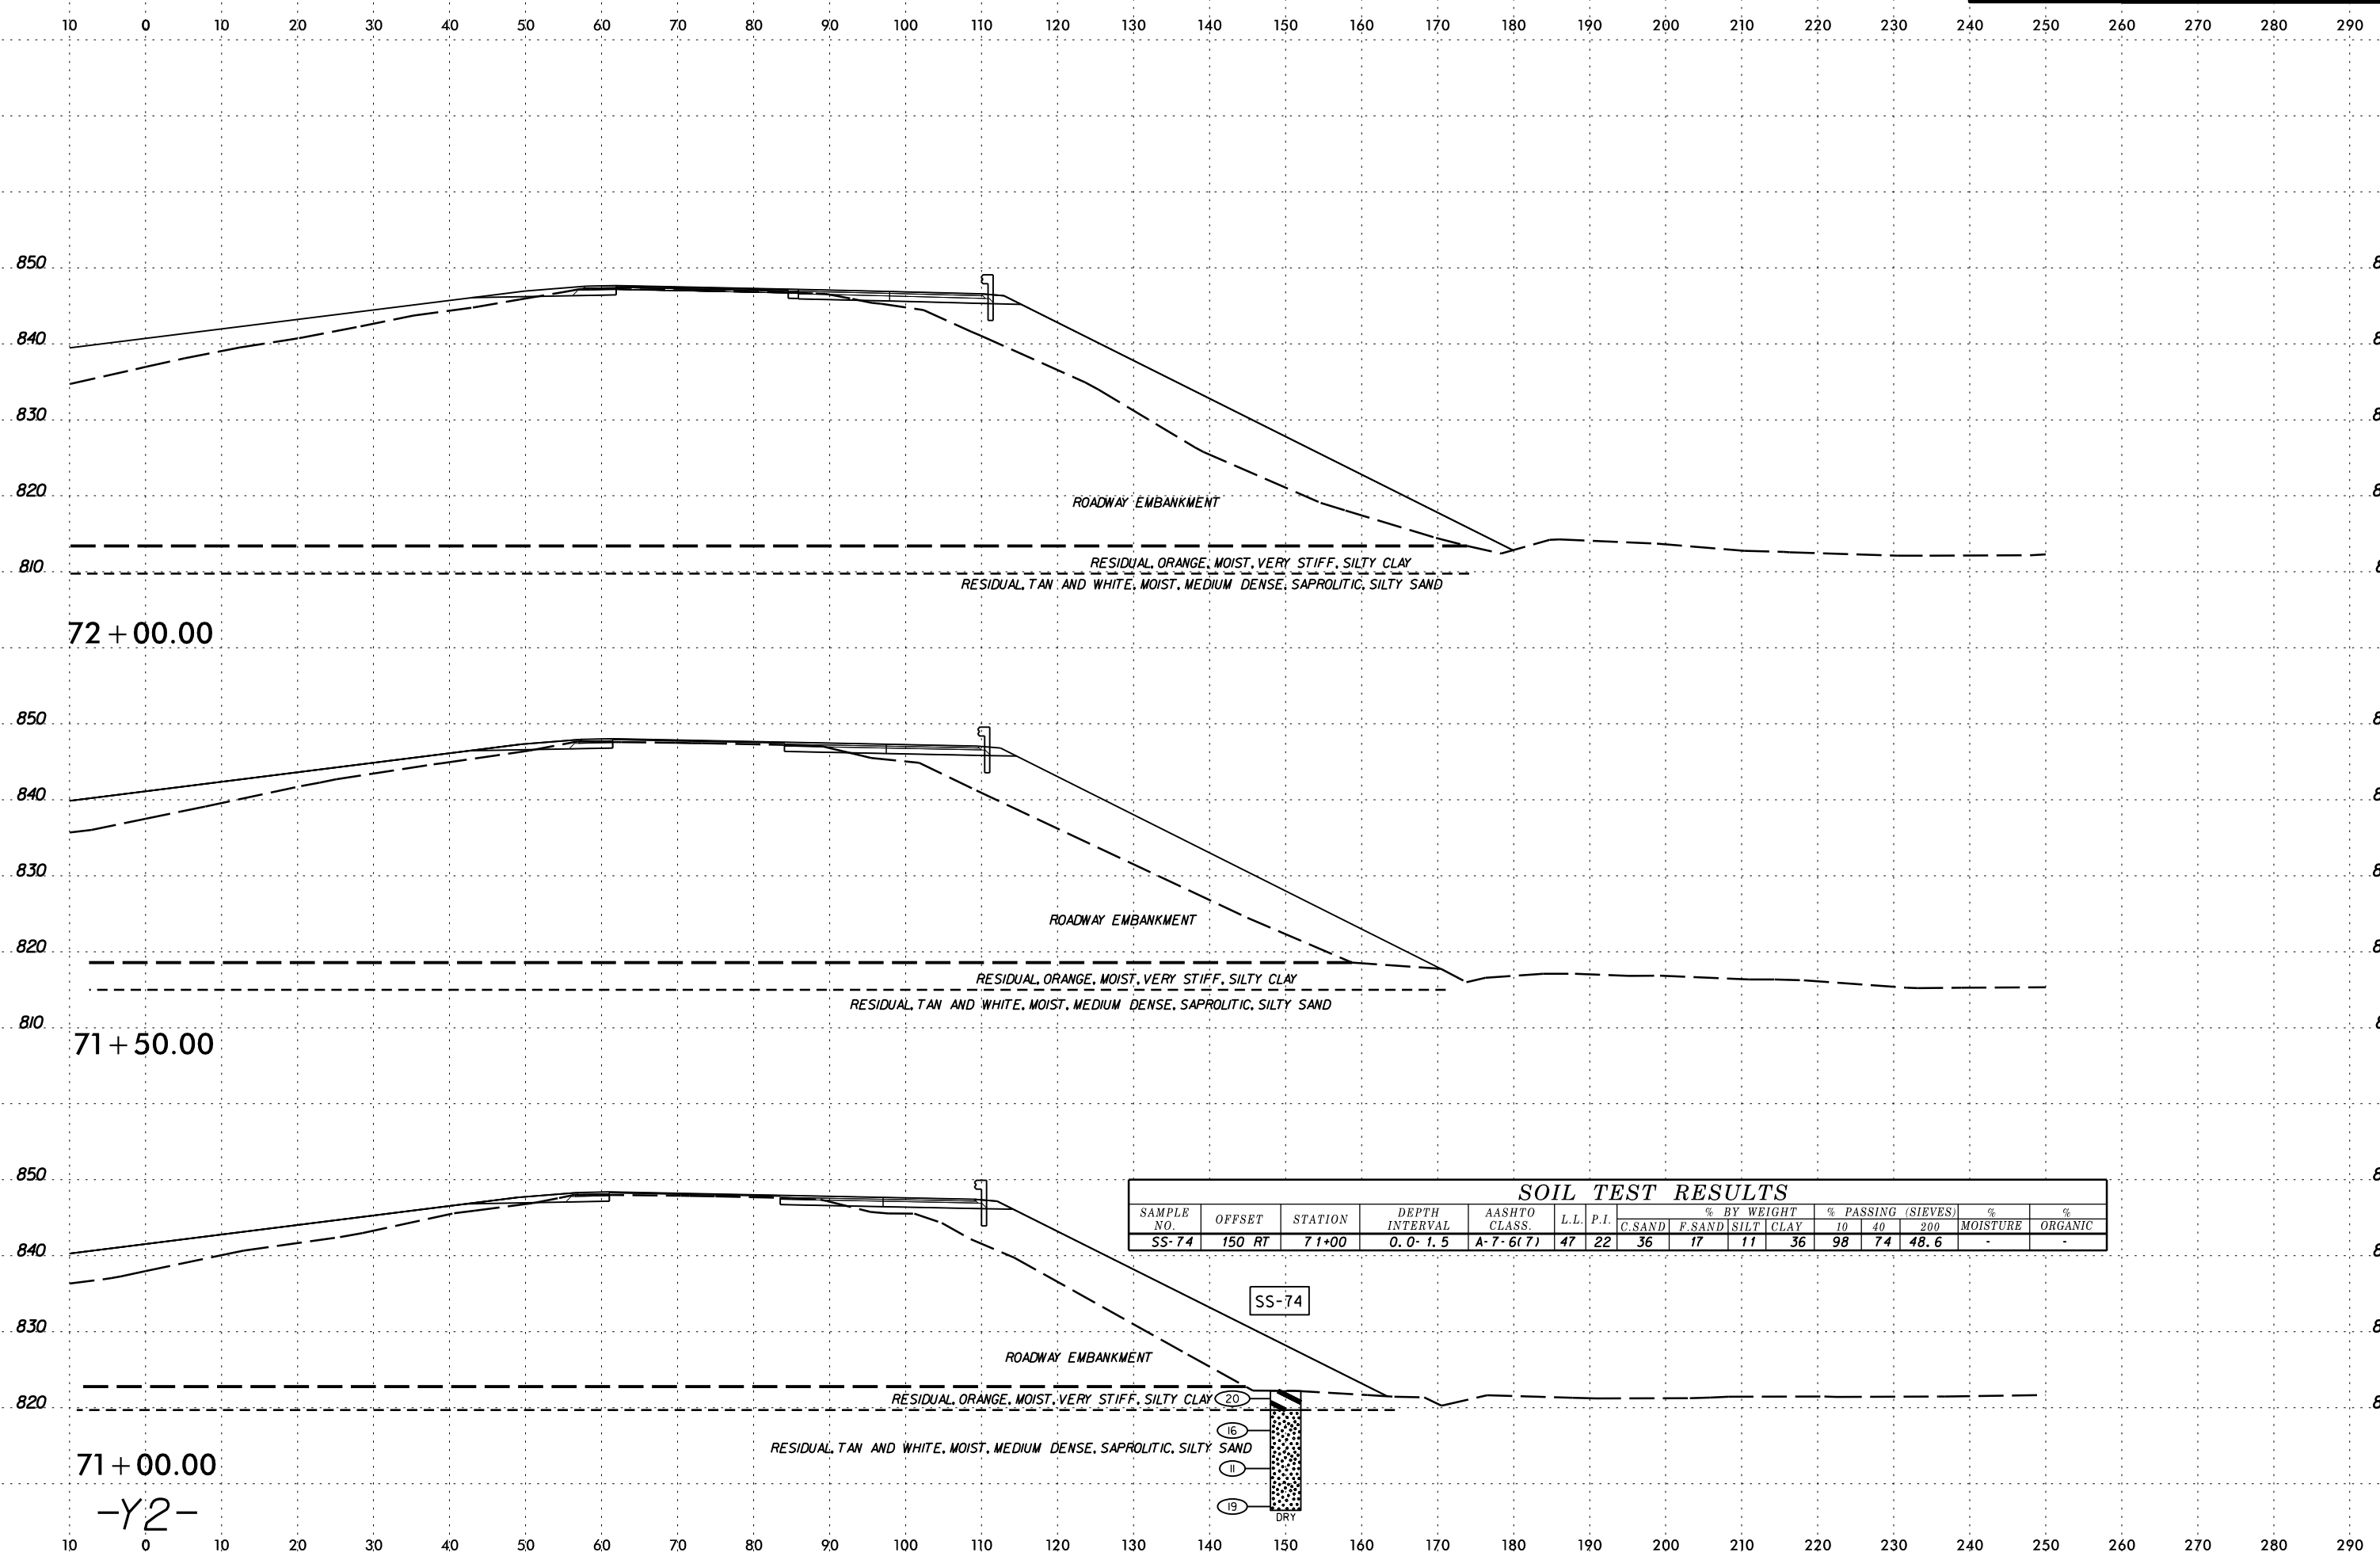 10 0 10 20 30 40 50 60 70 80 90 100 110 120 130 140 150 160 170 180 190 200 210 220 230 240 250 260 270 280 290
850
840
830
820
ROADWAY EMBANKMENT
RESIDUAL, ORANGE, MOIST, VERY STIFF, SILTY CLAY
810
RESIDUAL, TAN AND WHITE, MOIST, MEDIUM DENSE, SAPROLITIC, SILTY SAND
72+00.00
850
840
830
ROADWAY EMBANKMENT
820
RESIDUAL, ORANGE, MOIST, VERY STIFF, SILTY CLAY
RESIDUAL, TAN AND WHITE, MOIST, MEDIUM DENSE, SAPROLITIC, SILTY SAND
810
71+50.00
850
SOIL TEST RESULTS
SAMPLE NO. OFFSET STATION DEPTH INTERVAL AASHTO CLASS. L.L. P.I. % BY WEIGHT % PASSING (SIEVES) % MOISTURE % ORGANIC
C.SAND F.SAND SILT CLAY 10 40 200
SS-74 150 RT 71+00 0.0-1.5 A-7-6(7) 47 22 36 17 11 36 98 74 48.6 - -
840
SS-74
830
ROADWAY EMBANKMENT
820
RESIDUAL, ORANGE, MOIST, VERY STIFF, SILTY CLAY 20
16
RESIDUAL, TAN AND WHITE, MOIST, MEDIUM DENSE, SAPROLITIC, SILTY SAND
71+00.00
11
19
DRY
-Y2-
10 0 10 20 30 40 50 60 70 80 90 100 110 120 130 140 150 160 170 180 190 200 210 220 230 240 250 260 270 280 290